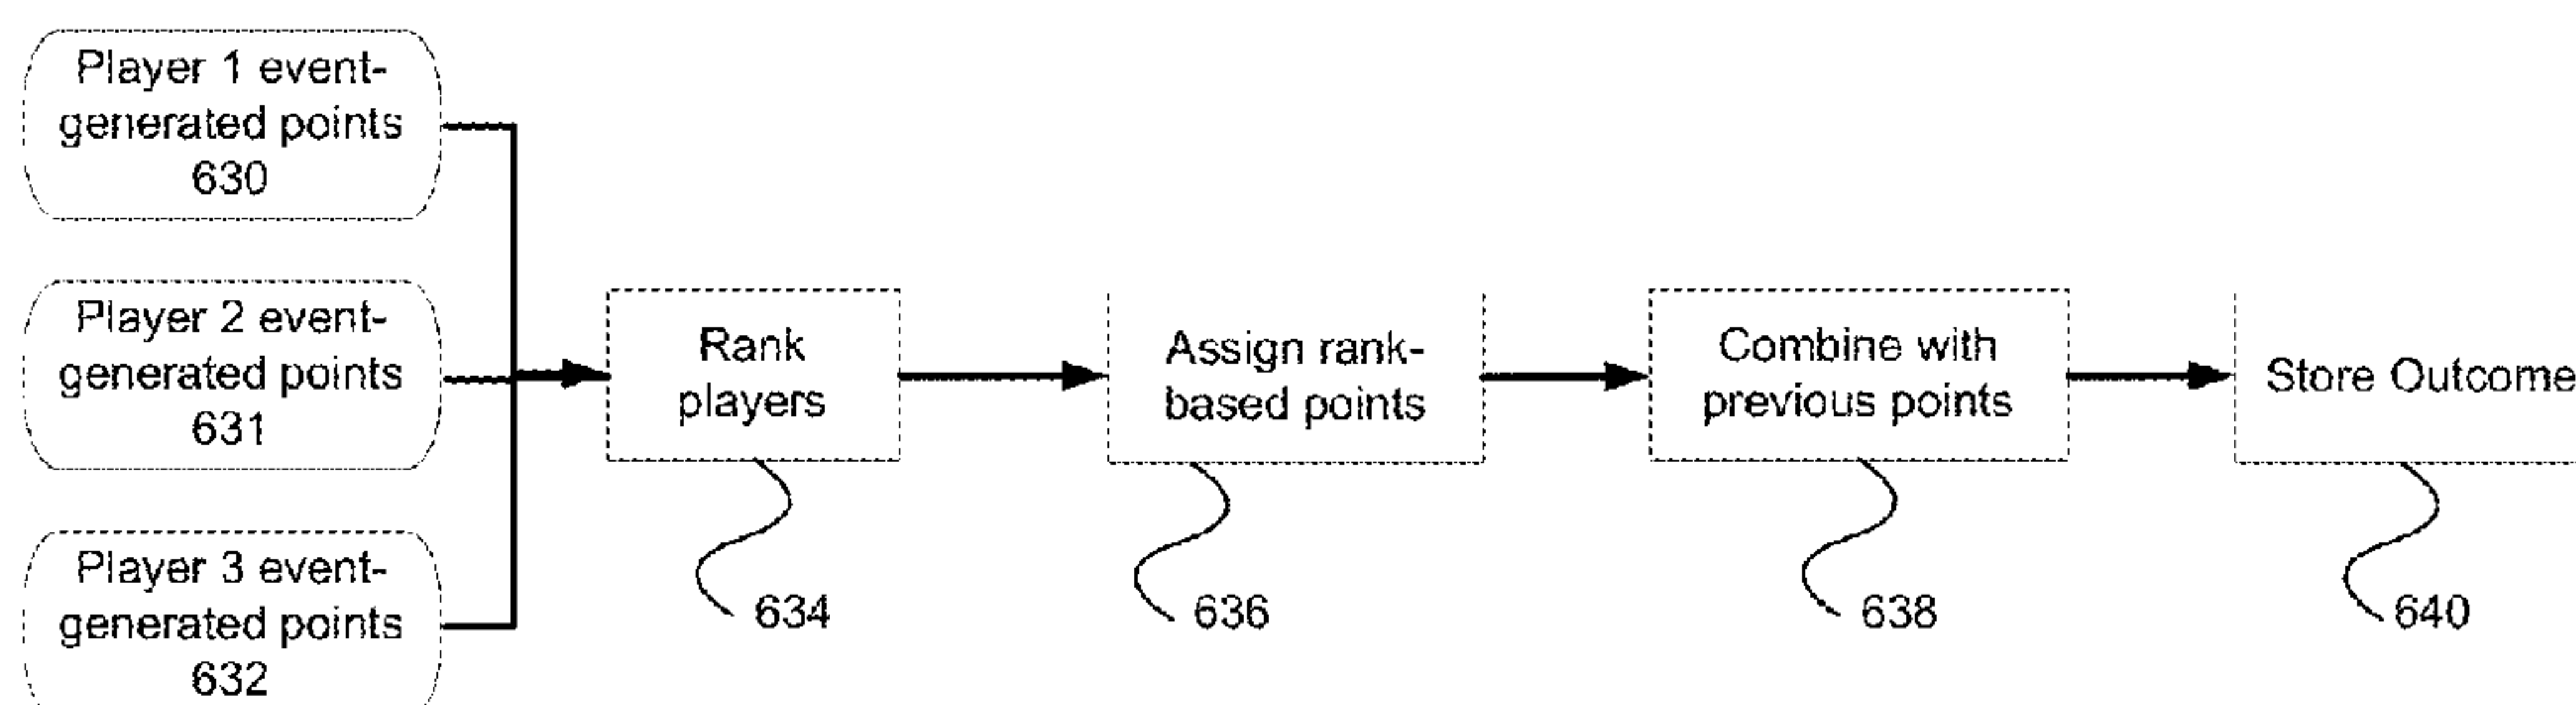 Player 1 event-
generated points
630
Player 2 event-
generated points
631
Player 3 event-
generated points
632
Rank
players
634
Assign rank-
based points
636
Combine with
previous points
638
Store Outcome
640